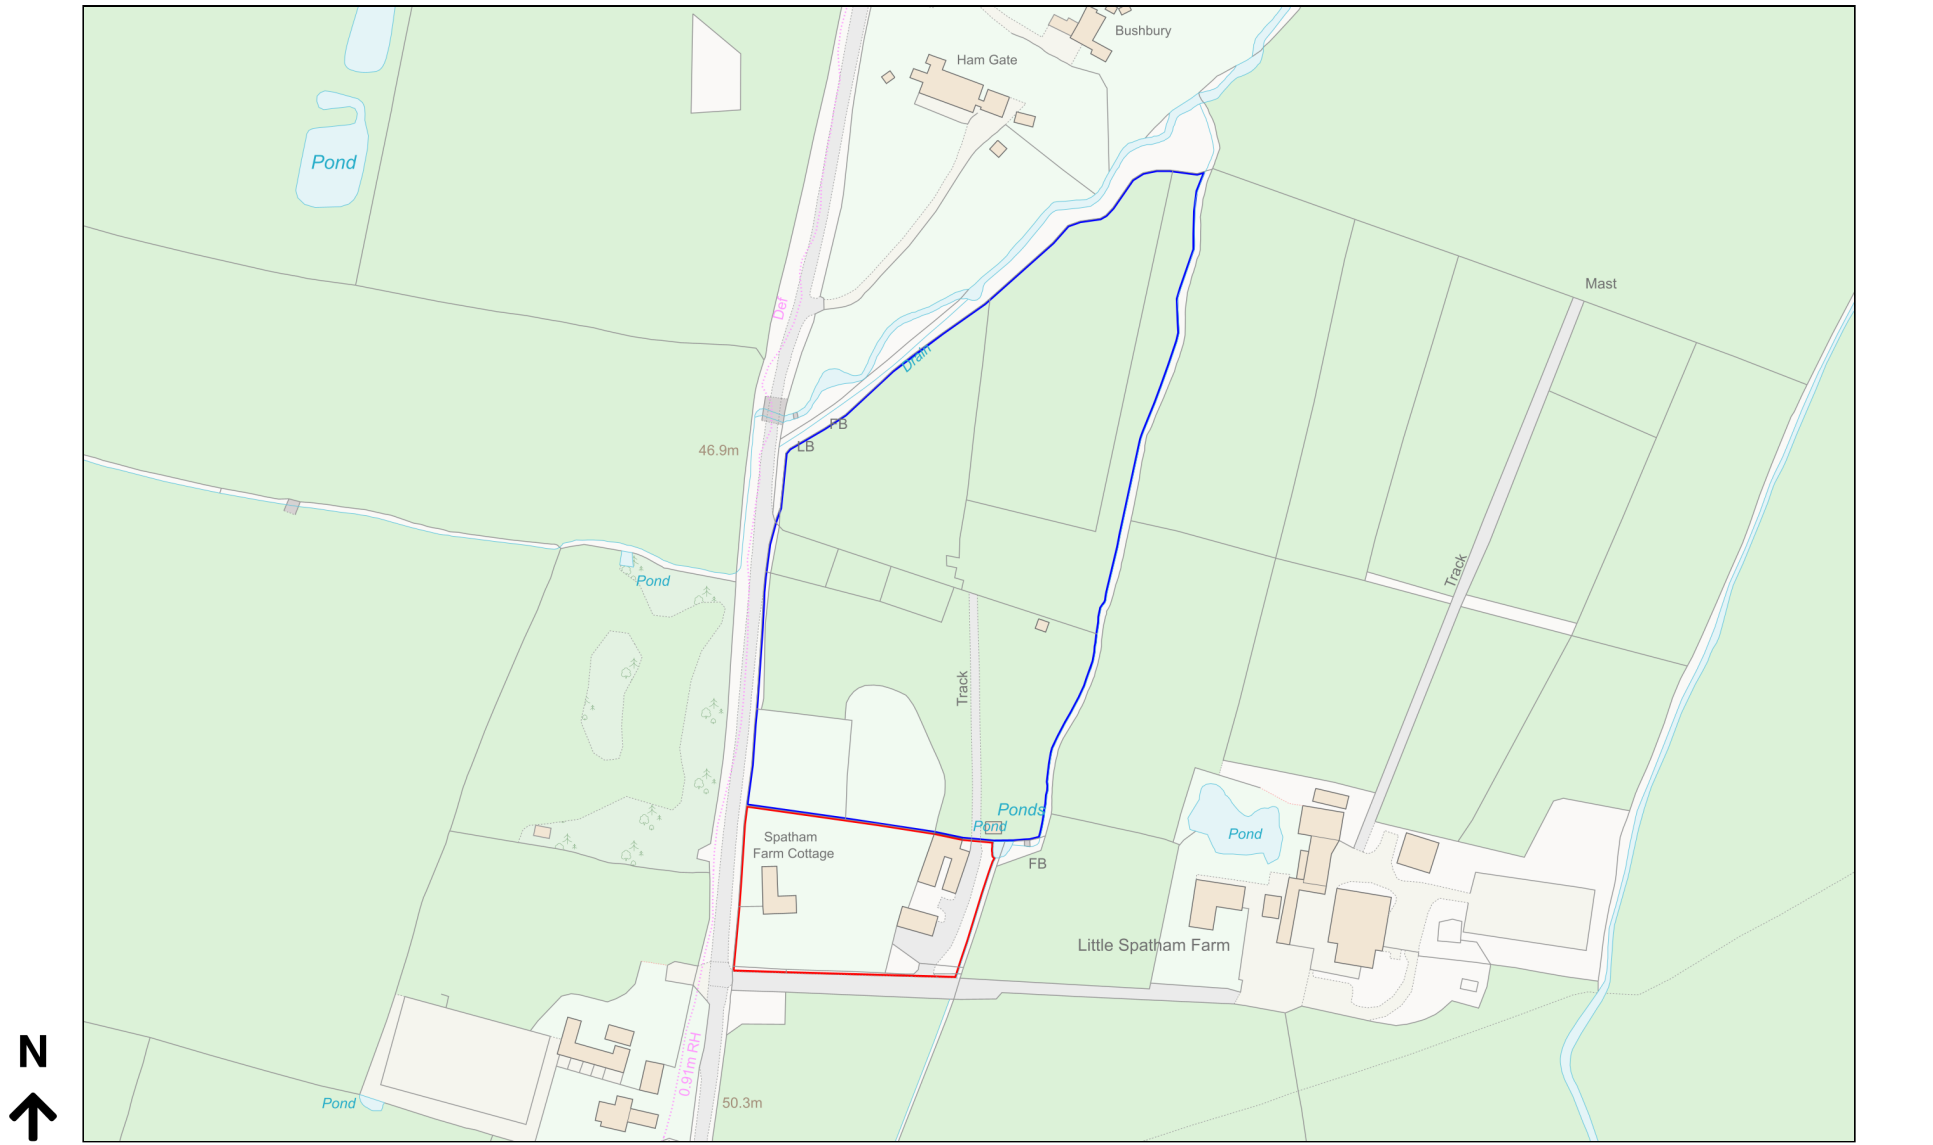 Bushbury
Ham Gate
Pond
Mast
Def
Drain
FB
LB
46.9m
Track
Pond
Track
Ponds
Pond
Spatham
Farm Cottage
Pond
FB
Little Spatham Farm
N
0.91m RH
50.3m
Pond